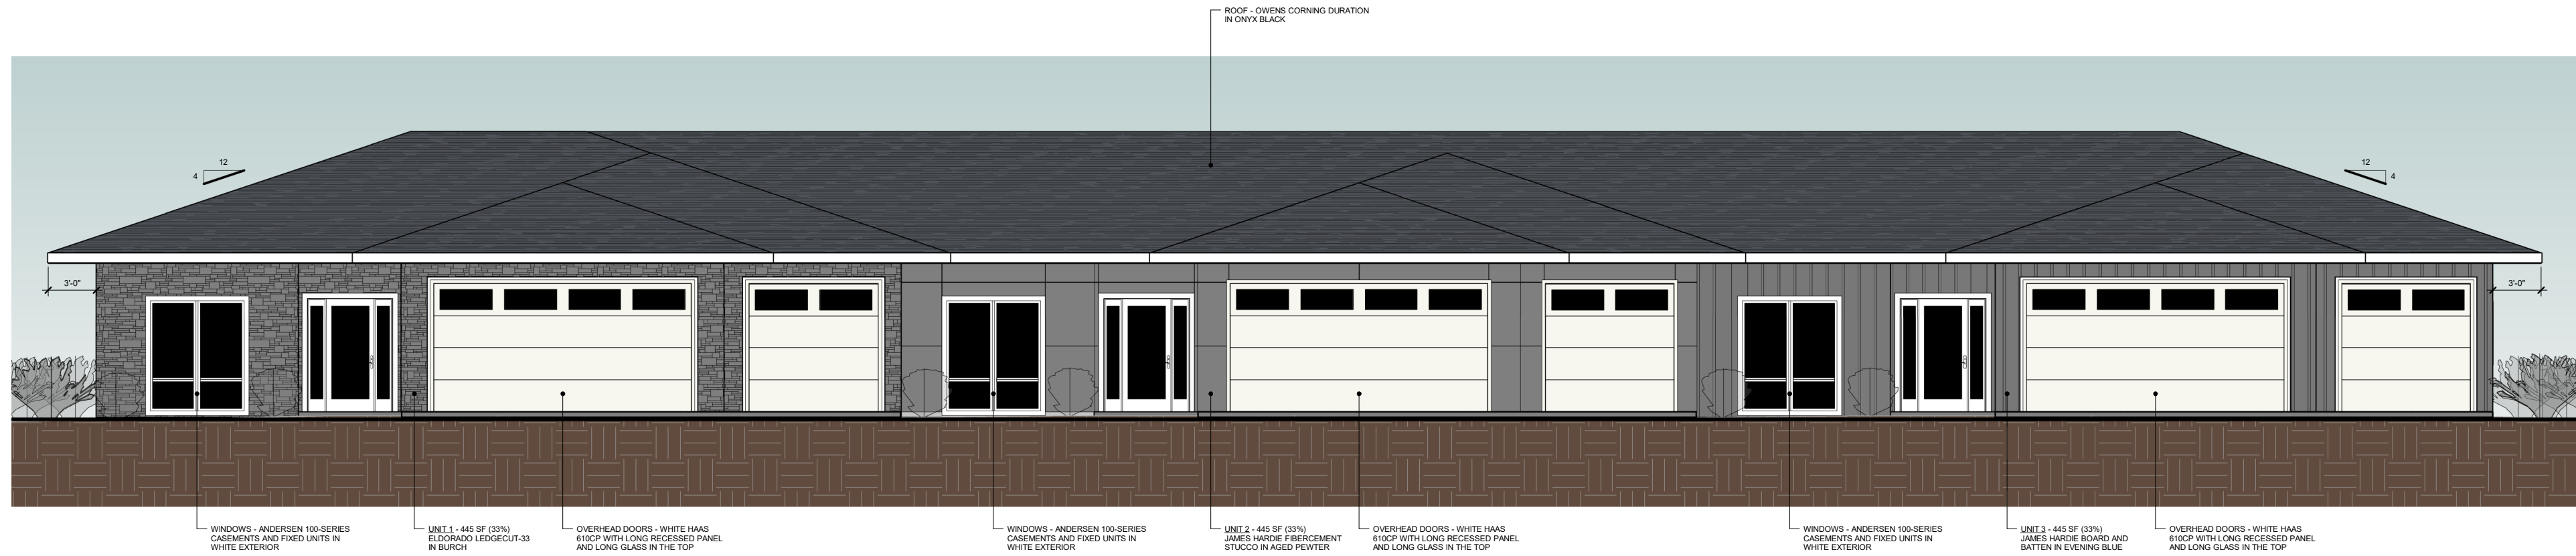 ROOF - OWENS CORNING DURATION
IN ONYX BLACK
12
4
12
4
3'-0"
3'-0"
WINDOWS - ANDERSEN 100-SERIES
CASEMENTS AND FIXED UNITS IN
WHITE EXTERIOR
UNIT 1 - 445 SF (33%)
ELDORADO LEDGECUT-33
IN BURCH
OVERHEAD DOORS - WHITE HAAS
610CP WITH LONG RECESSED PANEL
AND LONG GLASS IN THE TOP
WINDOWS - ANDERSEN 100-SERIES
CASEMENTS AND FIXED UNITS IN
WHITE EXTERIOR
UNIT 2 - 445 SF (33%)
JAMES HARDIE FIBERCEMENT
STUCCO IN AGED PEWTER
OVERHEAD DOORS - WHITE HAAS
610CP WITH LONG RECESSED PANEL
AND LONG GLASS IN THE TOP
WINDOWS - ANDERSEN 100-SERIES
CASEMENTS AND FIXED UNITS IN
WHITE EXTERIOR
UNIT 3 - 445 SF (33%)
JAMES HARDIE BOARD AND
BATTEN IN EVENING BLUE
OVERHEAD DOORS - WHITE HAAS
610CP WITH LONG RECESSED PANEL
AND LONG GLASS IN THE TOP